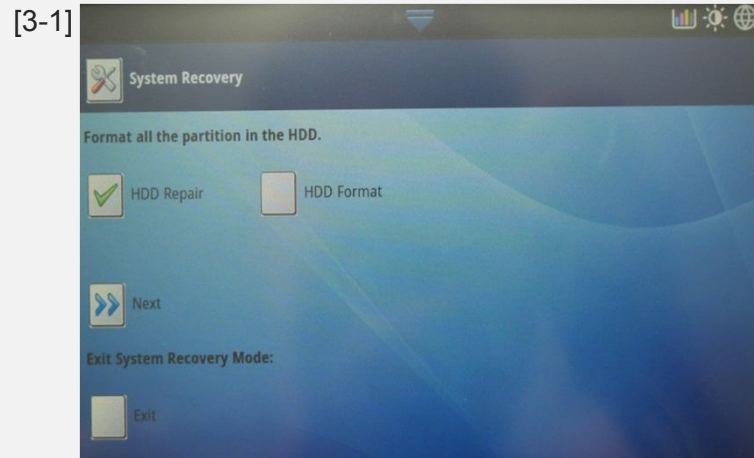 [3-1]
System Recovery
Format all the partition in the HDD.
HDD Repair
HDD Format
Next
Exit System Recovery Mode:
Exit